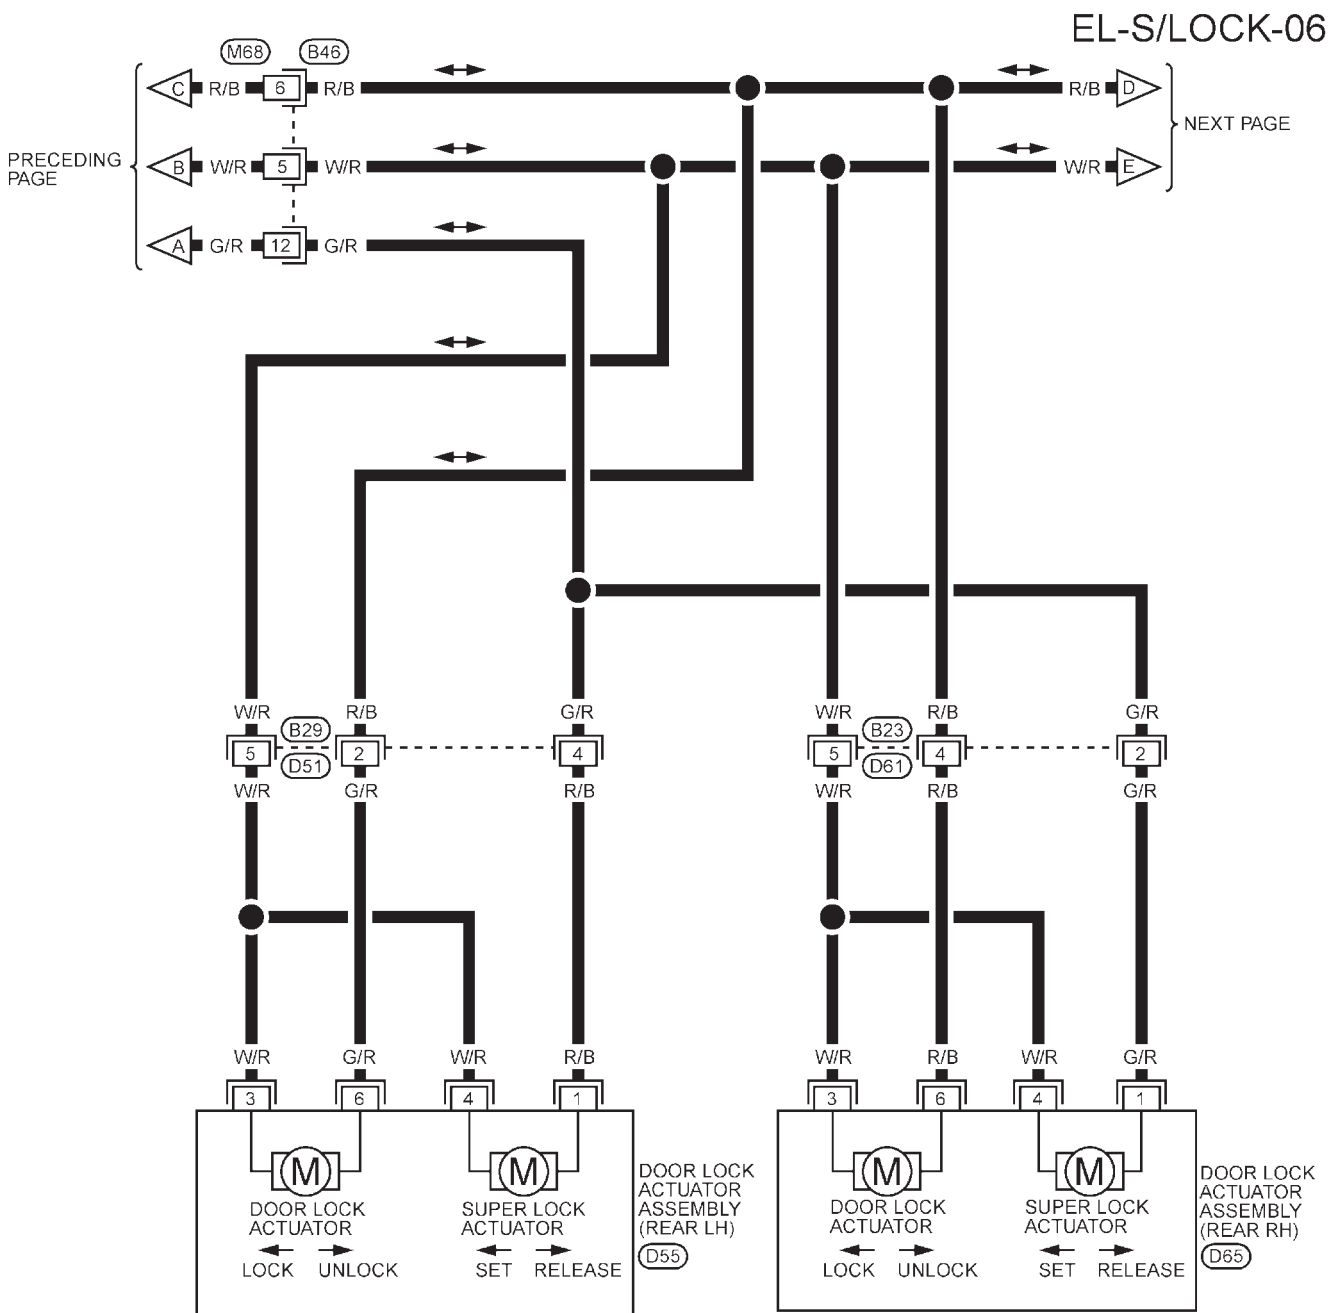 EL-S/LOCK-06
M68 B46
C R/B 6 R/B R/B D
NEXT PAGE
PRECEDING
PAGE
B W/R 5 W/R W/R E
A G/R 12 G/R
W/R R/B G/R W/R R/B G/R
B29 B23
5 2 4 5 4 2
D51 D61
W/R G/R R/B W/R R/B G/R
W/R G/R W/R R/B W/R R/B W/R G/R
3 6 4 1 3 6 4 1
M M M M
DOOR LOCK
ACTUATOR
LOCK UNLOCK
SUPER LOCK
ACTUATOR
SET RELEASE
DOOR LOCK
ACTUATOR
ASSEMBLY
(REAR LH)
D55
DOOR LOCK
ACTUATOR
LOCK UNLOCK
SUPER LOCK
ACTUATOR
SET RELEASE
DOOR LOCK
ACTUATOR
ASSEMBLY
(REAR RH)
D65